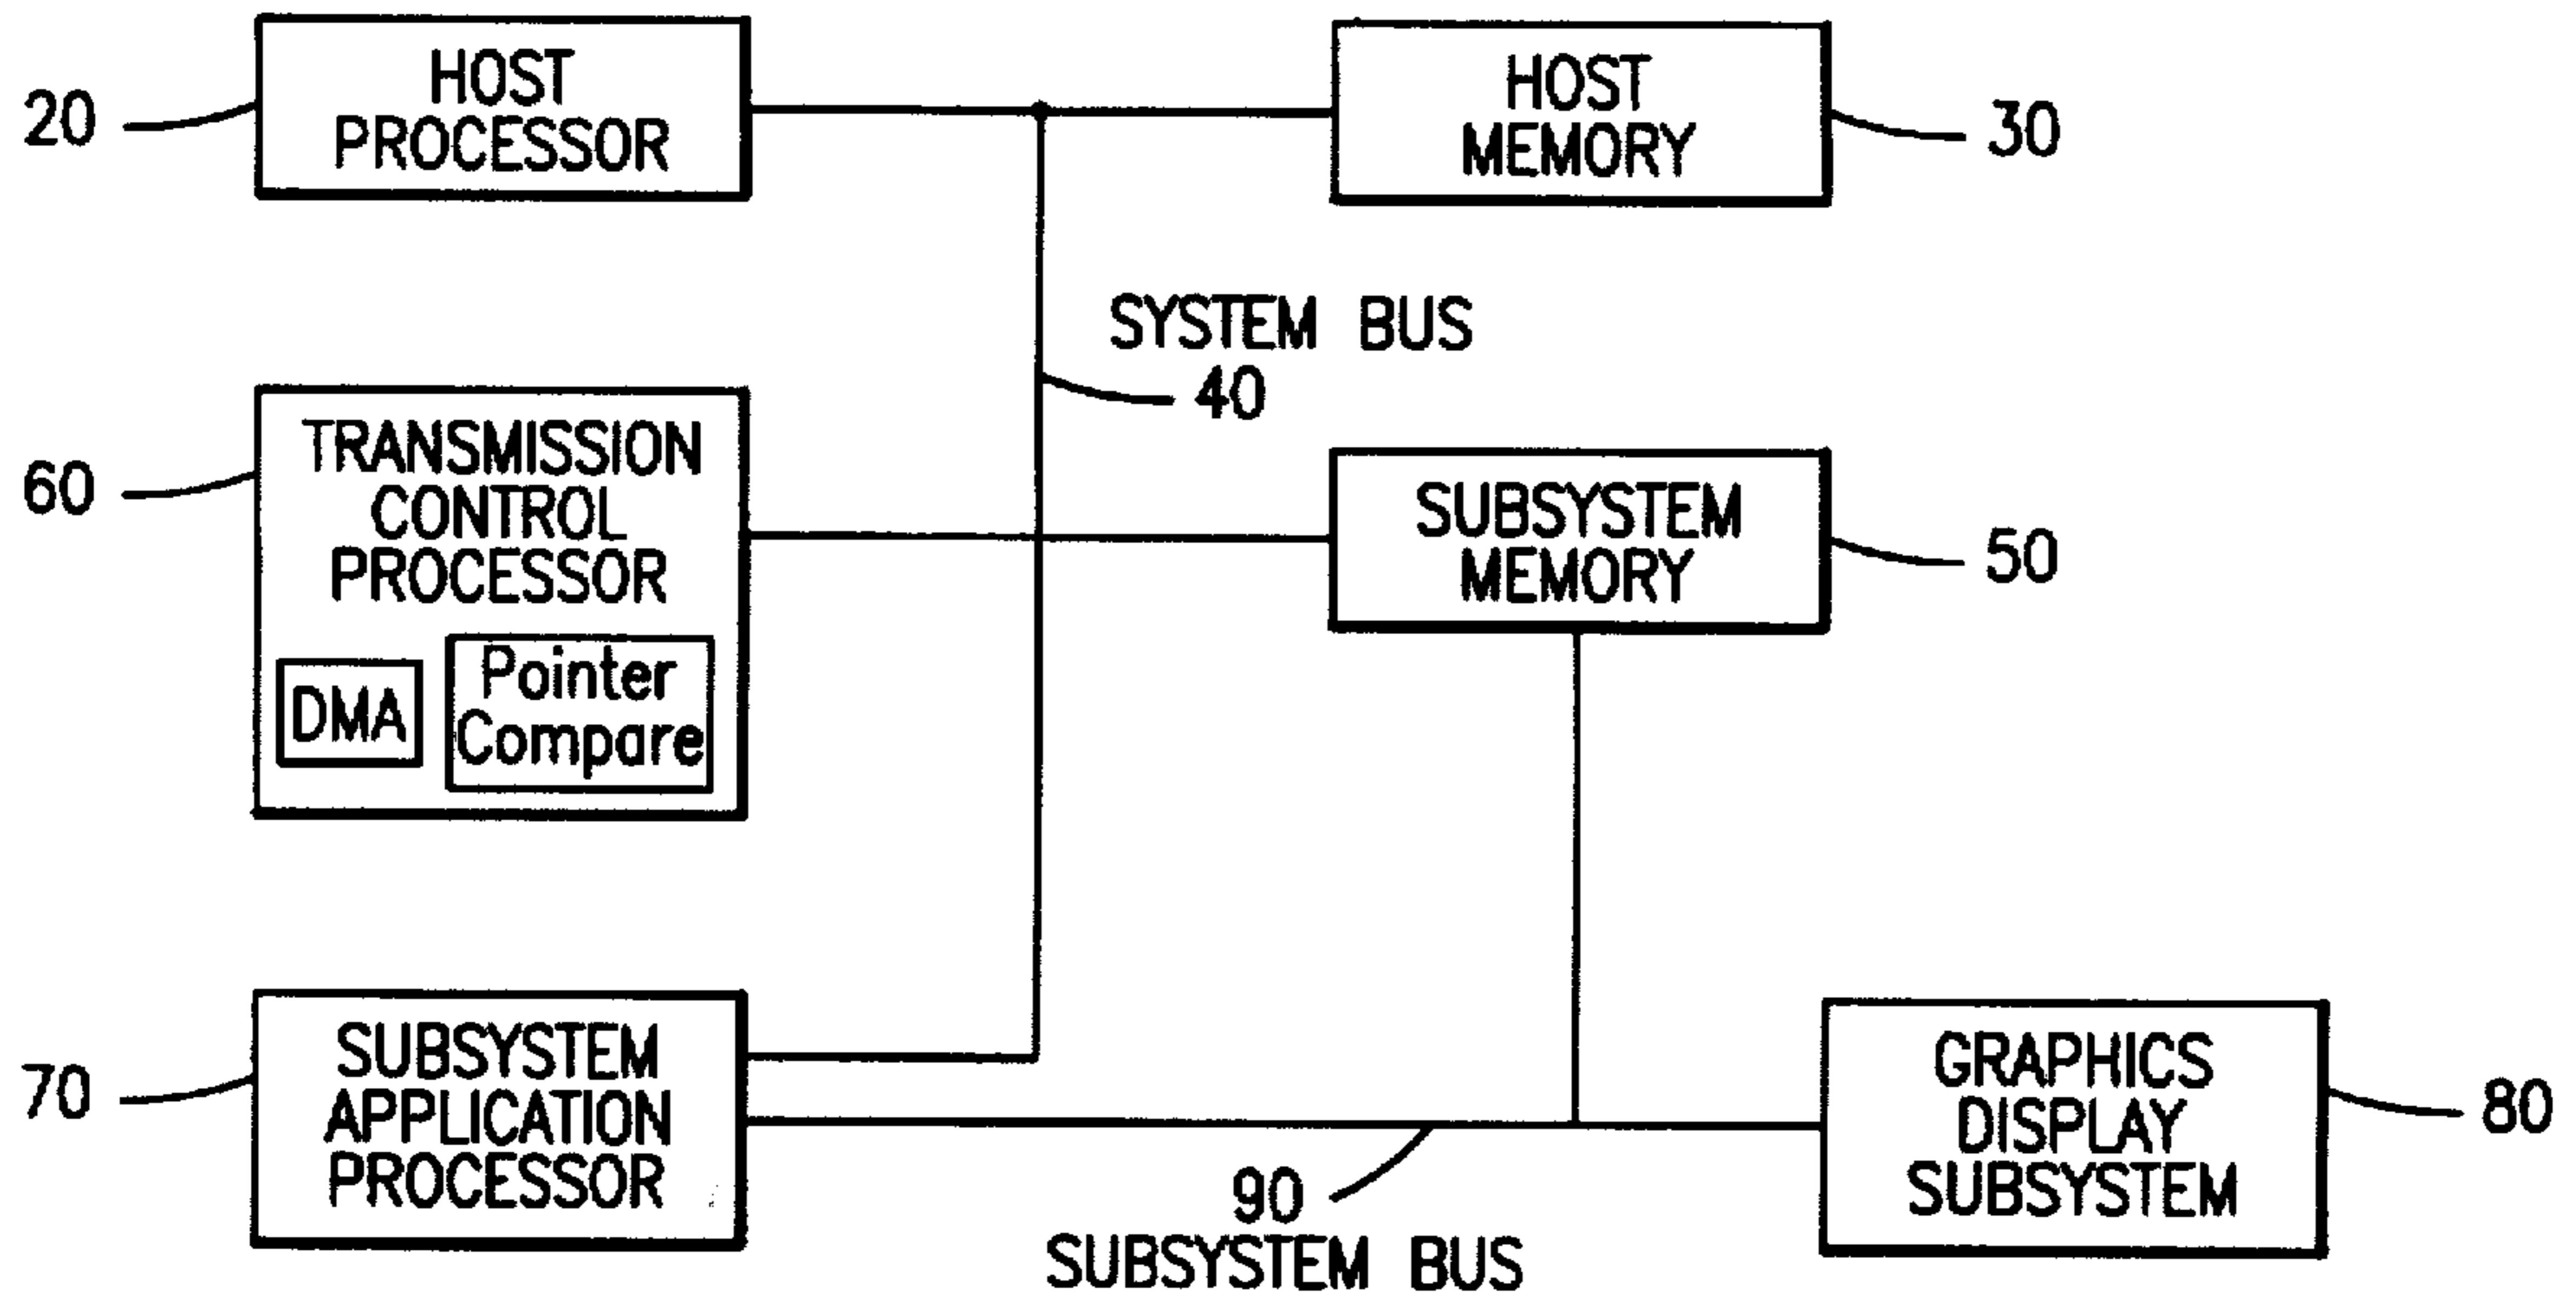 HOST
PROCESSOR
20
HOST
MEMORY
30
SYSTEM BUS
40
TRANSMISSION
CONTROL
PROCESSOR
60
DMA
Pointer
Compare
SUBSYSTEM
MEMORY
50
SUBSYSTEM
APPLICATION
PROCESSOR
70
90
SUBSYSTEM BUS
GRAPHICS
DISPLAY
SUBSYSTEM
80